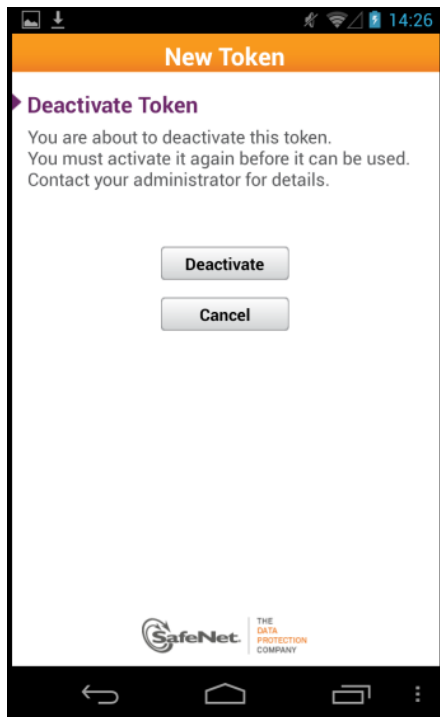 14:26
New Token
Deactivate Token
You are about to deactivate this token.
You must activate it again before it can be used.
Contact your administrator for details.
Deactivate
Cancel
SafeNet.
THE
DATA
PROTECTION
COMPANY